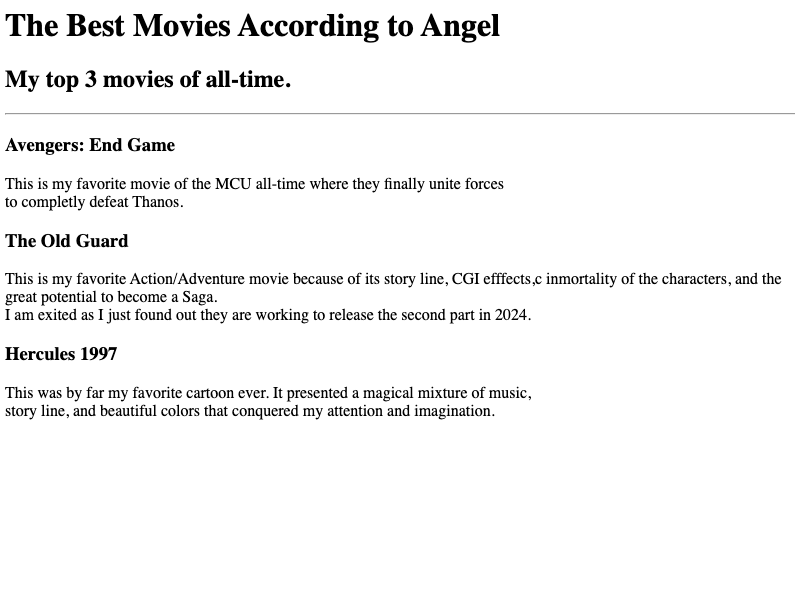 The Best Movies According to Angel
My top 3 movies of all-time.
Avengers: End Game
This is my favorite movie of the MCU all-time where they finally unite forces
to completly defeat Thanos.
The Old Guard
This is my favorite Action/Adventure movie because of its story line, CGI efffects,c inmortality of the characters, and the
great potential to become a Saga.
I am exited as I just found out they are working to release the second part in 2024.
Hercules 1997
This was by far my favorite cartoon ever. It presented a magical mixture of music,
story line, and beautiful colors that conquered my attention and imagination.